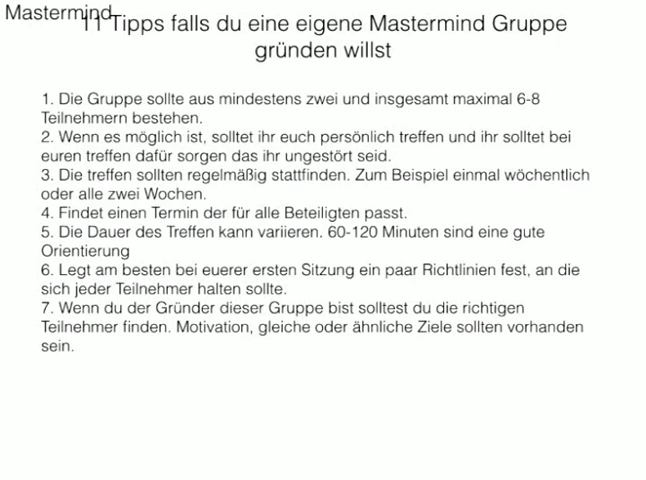 Mastermind
11 Tipps falls du eine eigene Mastermind Gruppe
gründen willst
1. Die Gruppe sollte aus mindestens zwei und insgesamt maximal 6-8
Teilnehmern bestehen.
2. Wenn es möglich ist, solltet ihr euch persönlich treffen und ihr solltet bei
euren treffen dafür sorgen das ihr ungestört seid.
3. Die treffen sollten regelmäßig stattfinden. Zum Beispiel einmal wöchentlich
oder alle zwei Wochen.
4. Findet einen Termin der für alle Beteiligten passt.
5. Die Dauer des Treffen kann variieren. 60-120 Minuten sind eine gute
Orientierung
6. Legt am besten bei euerer ersten Sitzung ein paar Richtlinien fest, an die
sich jeder Teilnehmer halten sollte.
7. Wenn du der Gründer dieser Gruppe bist solltest du die richtigen
Teilnehmer finden. Motivation, gleiche oder ähnliche Ziele sollten vorhanden
sein.